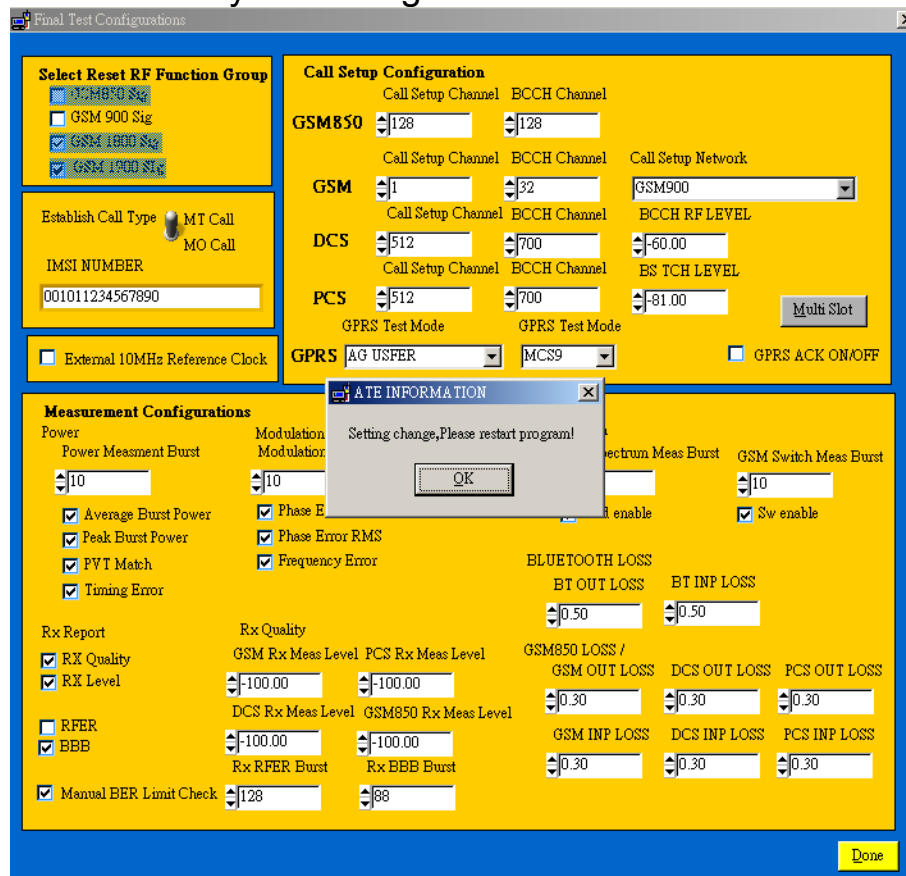 Final Test Configurations
Select Reset RF Function Group
GSM850 Sig
GSM 900 Sig
GSM 1800 Sig
GSM 1900 SIg
Establish Call Type MT Call
MO Call
IMSI NUMBER
001011234567890
External 10MHz Reference Clock
Call Setup Configuration
Call Setup Channel BCCH Channel
GSM850 128 128
Call Setup Channel BCCH Channel Call Setup Network
GSM 1 32 GSM900
Call Setup Channel BCCH Channel BCCH RF LEVEL
DCS 512 700 -60.00
Call Setup Channel BCCH Channel BS TCH LEVEL
PCS 512 700 -81.00
Multi Slot
GPRS Test Mode GPRS Test Mode
GPRS AG USFER MCS9 GPRS ACK ON/OFF
ATE INFORMATION
Setting change,Please restart program!
OK
Measurement Configurations
Power Modulation
Power Measment Burst Modulation Meas Burst GSM Switch Meas Burst
10 10 10
Average Burst Power Phase enable Sw enable
Peak Burst Power Phase Error RMS
PVT Match Frequency Error
Timing Error
BLUETOOTH LOSS
BT OUT LOSS BT INP LOSS
0.50 0.50
Rx Report Rx Quality
RX Quality GSM Rx Meas Level PCS Rx Meas Level
RX Level -100.00 -100.00
DCS Rx Meas Level GSM850 Rx Meas Level
RFER
BBB -100.00 -100.00
Rx RFER Burst Rx BBB Burst
Manual BER Limit Check 128 88
GSM850 LOSS /
GSM OUT LOSS DCS OUT LOSS PCS OUT LOSS
0.30 0.30 0.30
GSM INP LOSS DCS INP LOSS PCS INP LOSS
0.30 0.30 0.30
Done